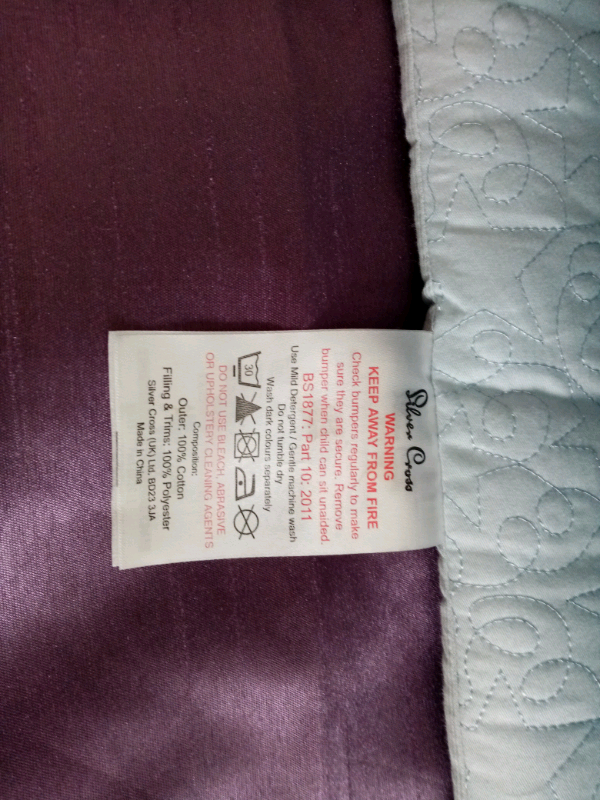 Silver Cross
WARNING
KEEP AWAY FROM FIRE
Check bumpers regularly to make
sure they are secure. Remove
bumper when child can sit unaided.
BS1877: Part 10: 2011
Use Mild Detergent / Gentle machine wash
Do not tumble dry
Wash dark colours separately
30
DO NOT USE BLEACH, ABRASIVE
OR UPHOLSTERY CLEANING AGENTS
Composition:
Outer: 100% Cotton
Filling & Trims: 100% Polyester
Silver Cross (UK) Ltd. BD23 3JA
Made in China